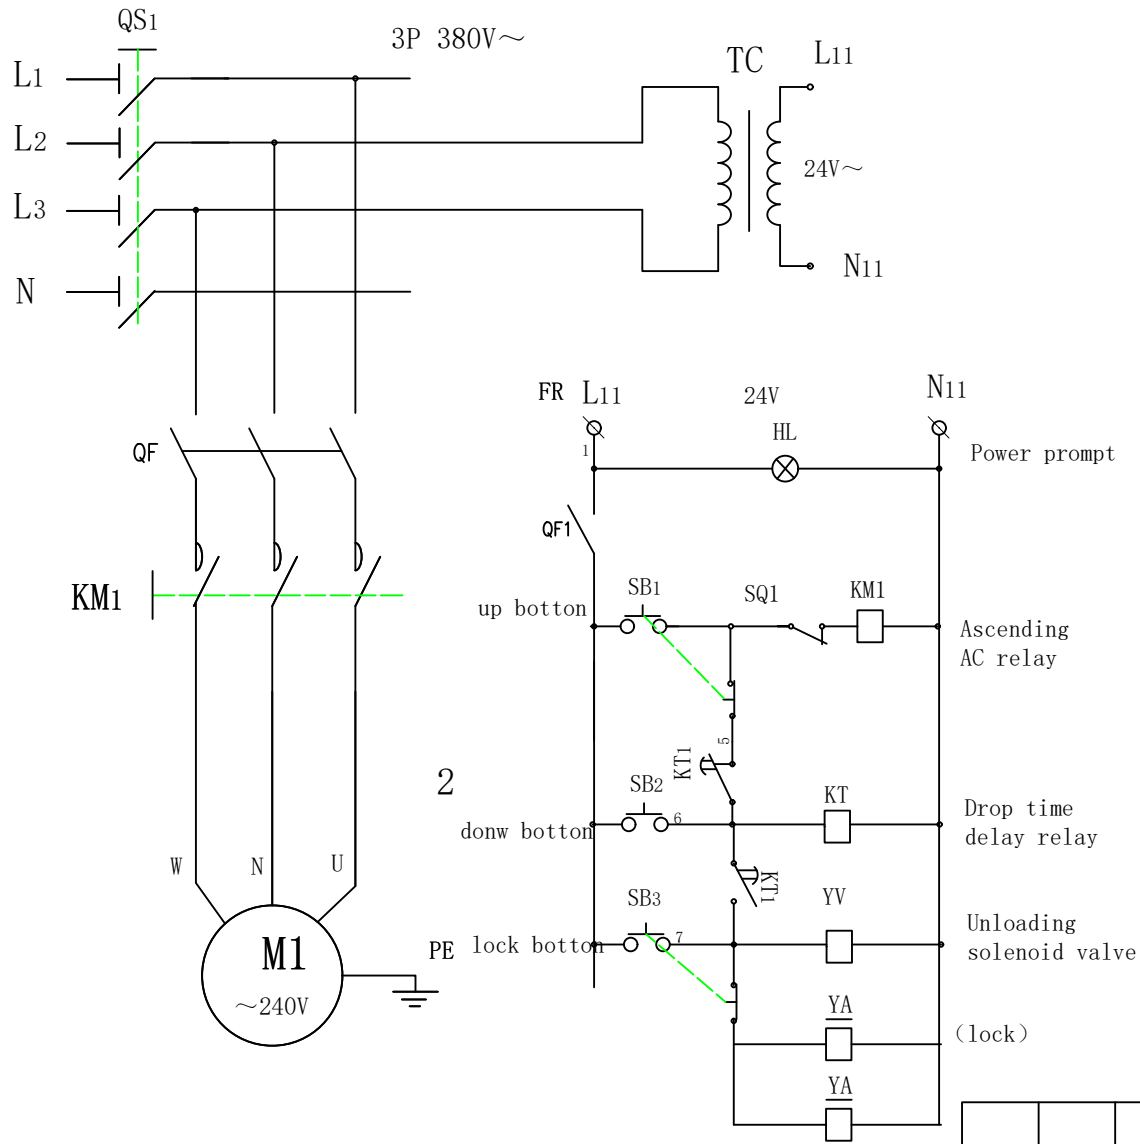 QS1
3P 380V～
L1
TC
L11
L2
24V～
L3
N11
N
FR
L11
24V
N11
1
HL
Power prompt
QF
QF1
KM1
up botton
SB1
SQ1
KM1
Ascending
AC relay
5
KT1
2
SB2
6
KT
donw botton
Drop time
delay relay
W
N
U
KT1
SB3
YV
7
PE
lock botton
Unloading
solenoid valve
M1
～240V
YA
(lock)
YA